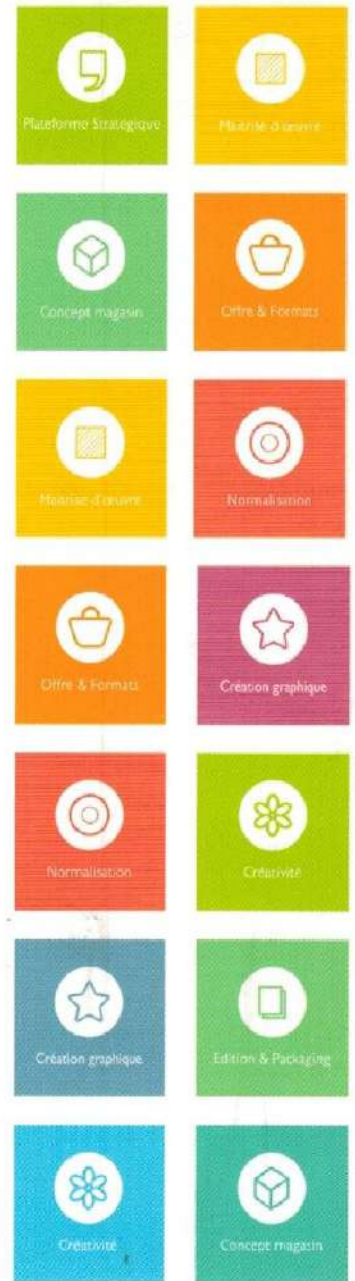 Plateforme Stratégique
Maîtrise d'œuvre
Concept magasin
Offre & Formats
Maîtrise d'œuvre
Normalisation
Offre & Formats
Création graphique
Normalisation
Créativité
Création graphique
Edition & Packaging
Créativité
Concept magasin